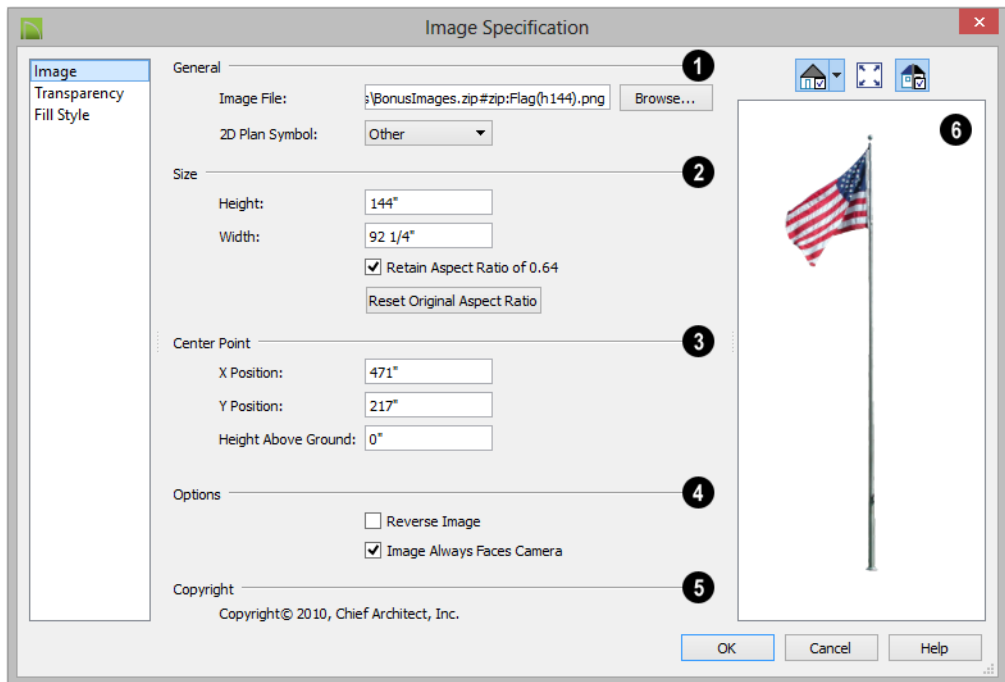 Image Specification
Image
Transparency
Fill Style
General
1
Image File:
s\BonusImages.zip#zip:Flag(h144).png
Browse...
2D Plan Symbol:
Other
Size
2
Height:
144"
Width:
92 1/4"
Retain Aspect Ratio of 0.64
Reset Original Aspect Ratio
Center Point
3
X Position:
471"
Y Position:
217"
Height Above Ground:
0"
Options
4
Reverse Image
Image Always Faces Camera
Copyright
5
Copyright© 2010, Chief Architect, Inc.
6
OK
Cancel
Help